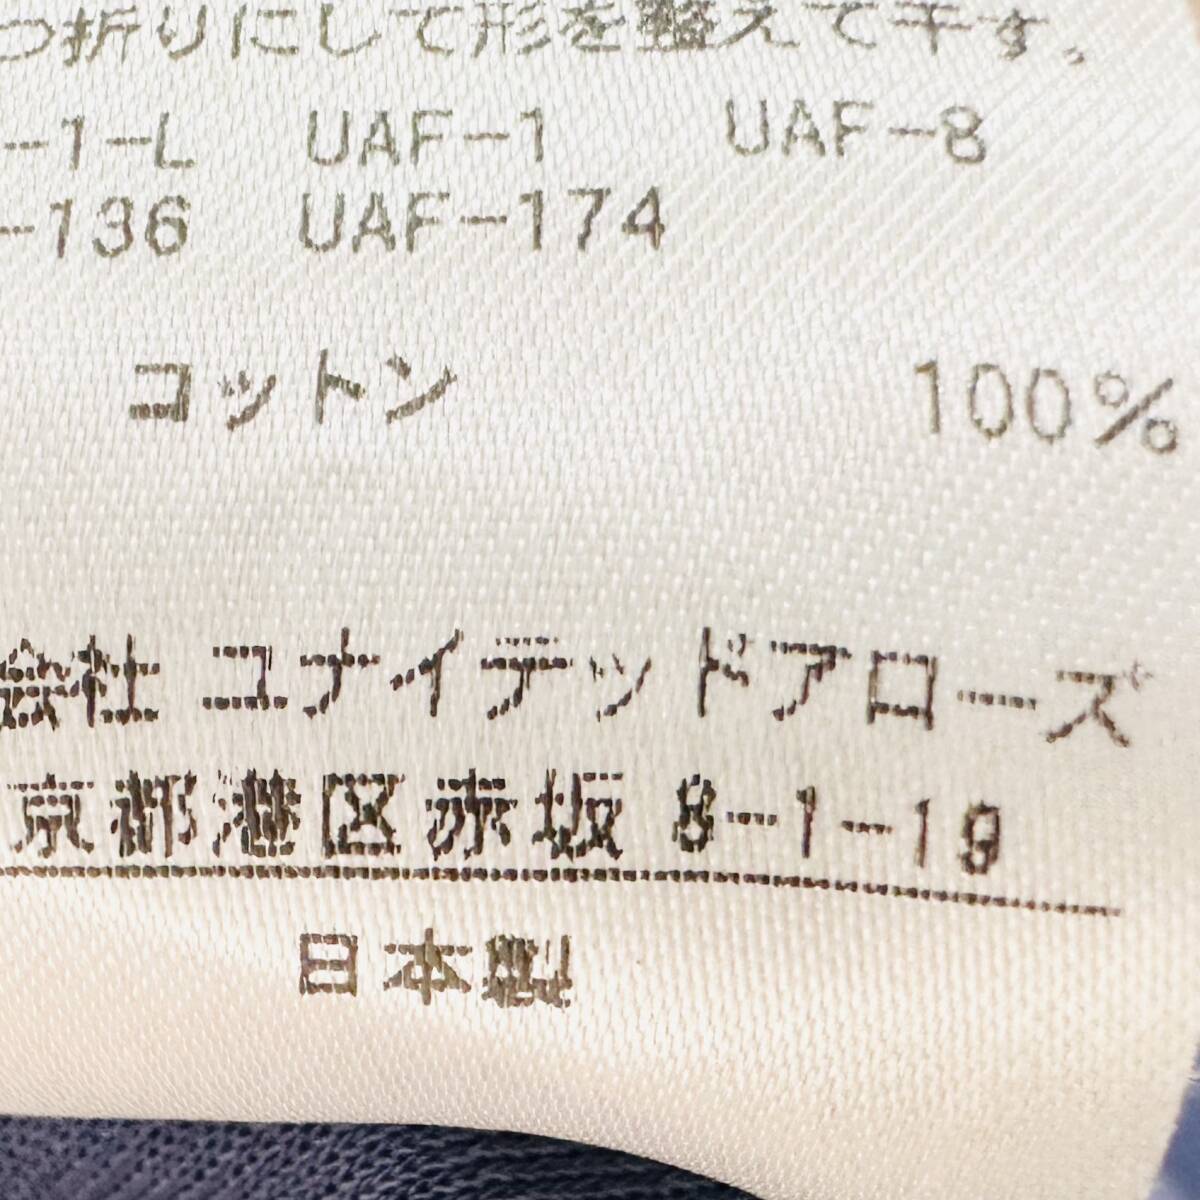 つ折りにして形を整えて干す。
-1-L UAF-1 UAF-8
-136 UAF-174
コットン 100%
会社 ユナイテッドアローズ
京都港区赤坂 8-1-19
日本製